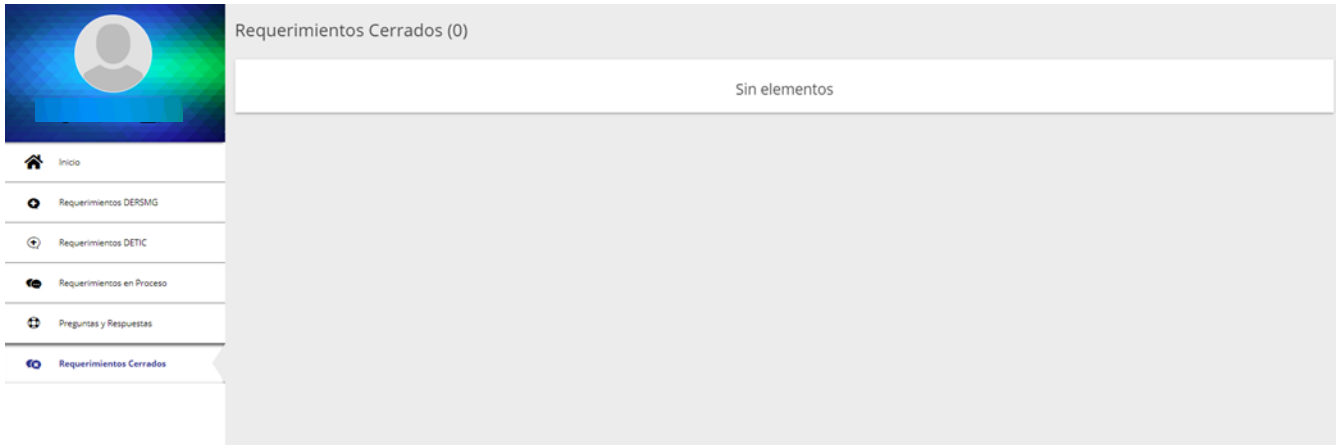 Requerimientos Cerrados (0)
Sin elementos
Inicio
Requerimientos DERSMG
Requerimientos DETIC
Requerimientos en Proceso
Preguntas y Respuestas
Requerimientos Cerrados